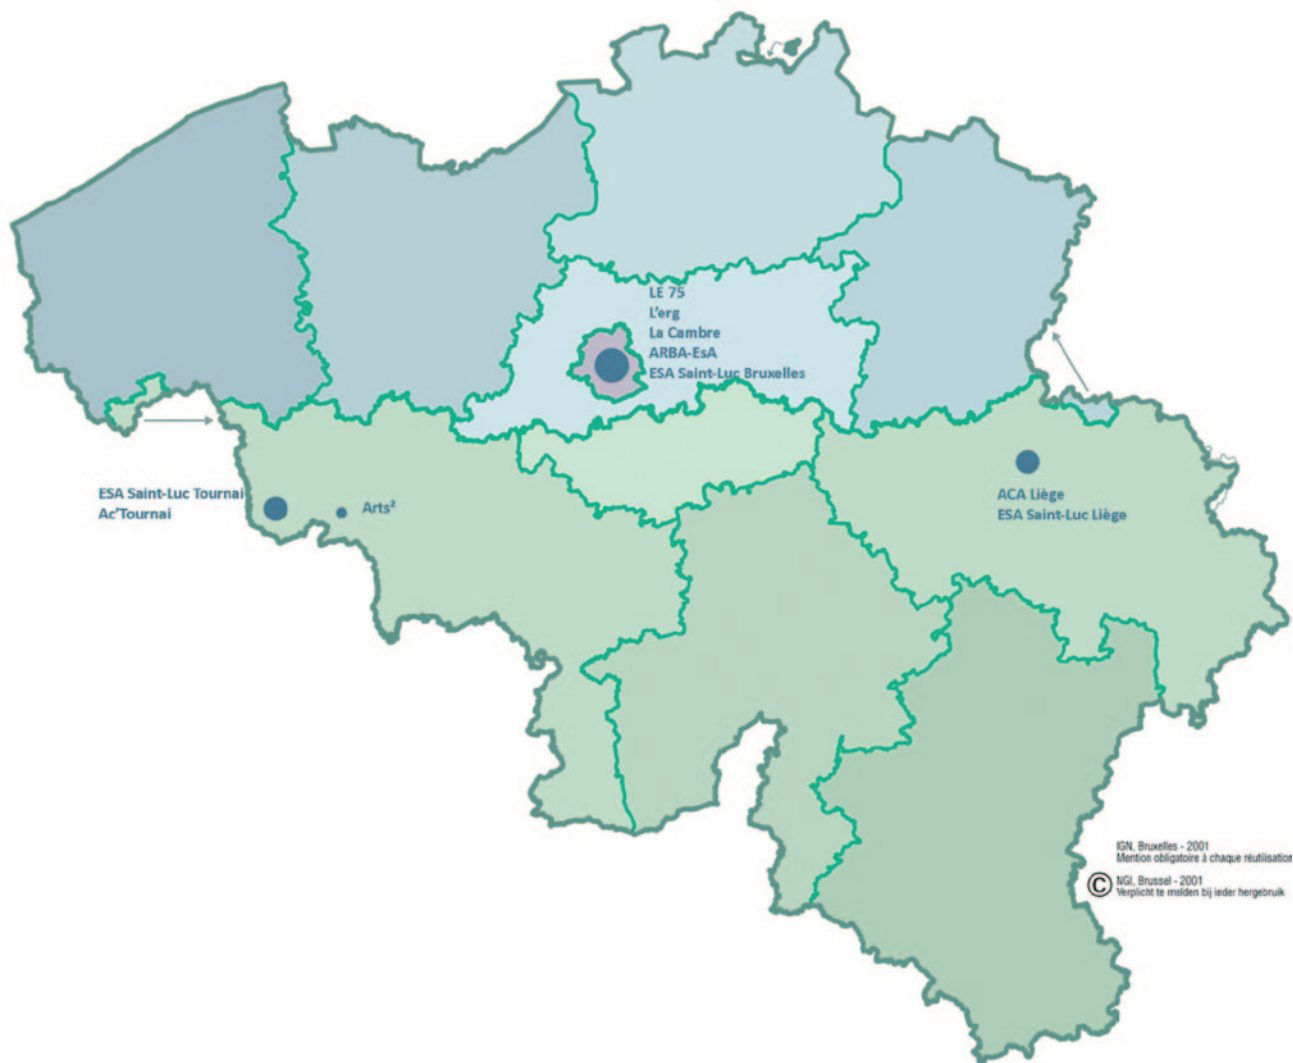 LE 75
L'erg
La Cambre
ARBA-EsA
ESA Saint-Luc Bruxelles
ESA Saint-Luc Tournai
Ac'Tournai
Arts²
ACA Liège
ESA Saint-Luc Liège
IGN, Bruxelles - 2001
Mention obligatoire à chaque réutilisation
© NGI, Brussel - 2001
Verplicht te melden bij ieder hergebruik